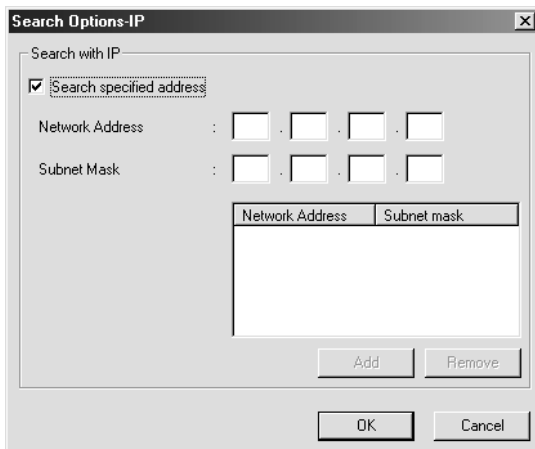 Search Options-IP
Search with IP
Search specified address
Network Address : . . .
Subnet Mask : . . .
Network Address Subnet mask
Add Remove
OK Cancel